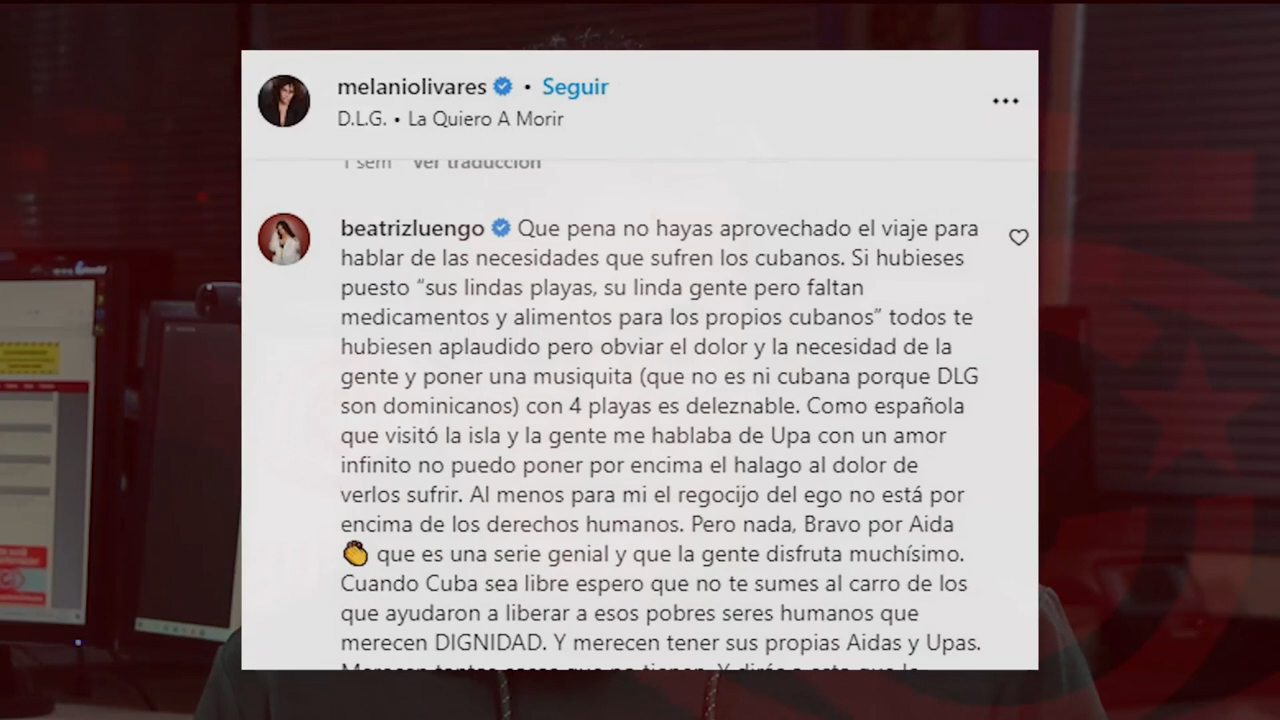 melaniolivares • Seguir
D.L.G. • La Quiero A Morir
1 sem Ver traducción
beatrizluengo Que pena no hayas aprovechado el viaje para
hablar de las necesidades que sufren los cubanos. Si hubieses
puesto “sus lindas playas, su linda gente pero faltan
medicamentos y alimentos para los propios cubanos” todos te
hubiesen aplaudido pero obviar el dolor y la necesidad de la
gente y poner una musiquita (que no es ni cubana porque DLG
son dominicanos) con 4 playas es deleznable. Como española
que visitó la isla y la gente me hablaba de Upa con un amor
infinito no puedo poner por encima el halago al dolor de
verlos sufrir. Al menos para mi el regocijo del ego no está por
encima de los derechos humanos. Pero nada, Bravo por Aida
👏 que es una serie genial y que la gente disfruta muchísimo.
Cuando Cuba sea libre espero que no te sumes al carro de los
que ayudaron a liberar a esos pobres seres humanos que
merecen DIGNIDAD. Y merecen tener sus propias Aidas y Upas.